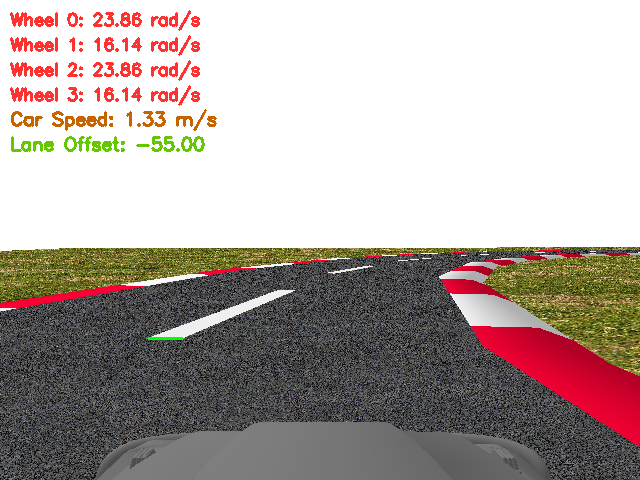 Wheel 0: 23.86 rad/s
Wheel 1: 16.14 rad/s
Wheel 2: 23.86 rad/s
Wheel 3: 16.14 rad/s
Car Speed: 1.33 m/s
Lane Offset: -55.00